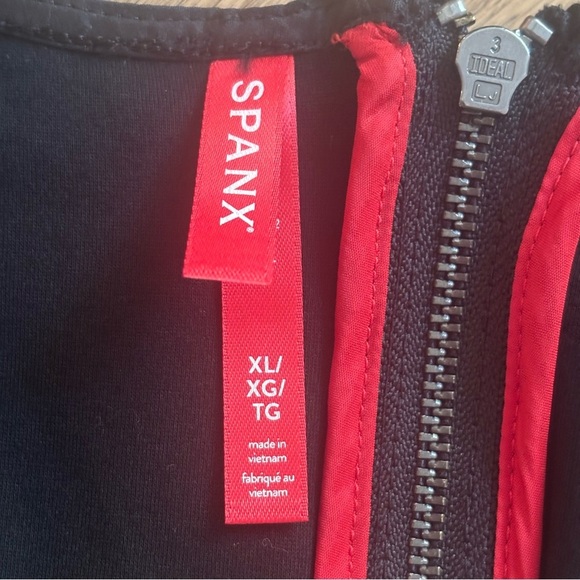 SPANX®
XL/
XG/
TG
made in
vietnam
fabriqué au
vietnam
3
IDEAL